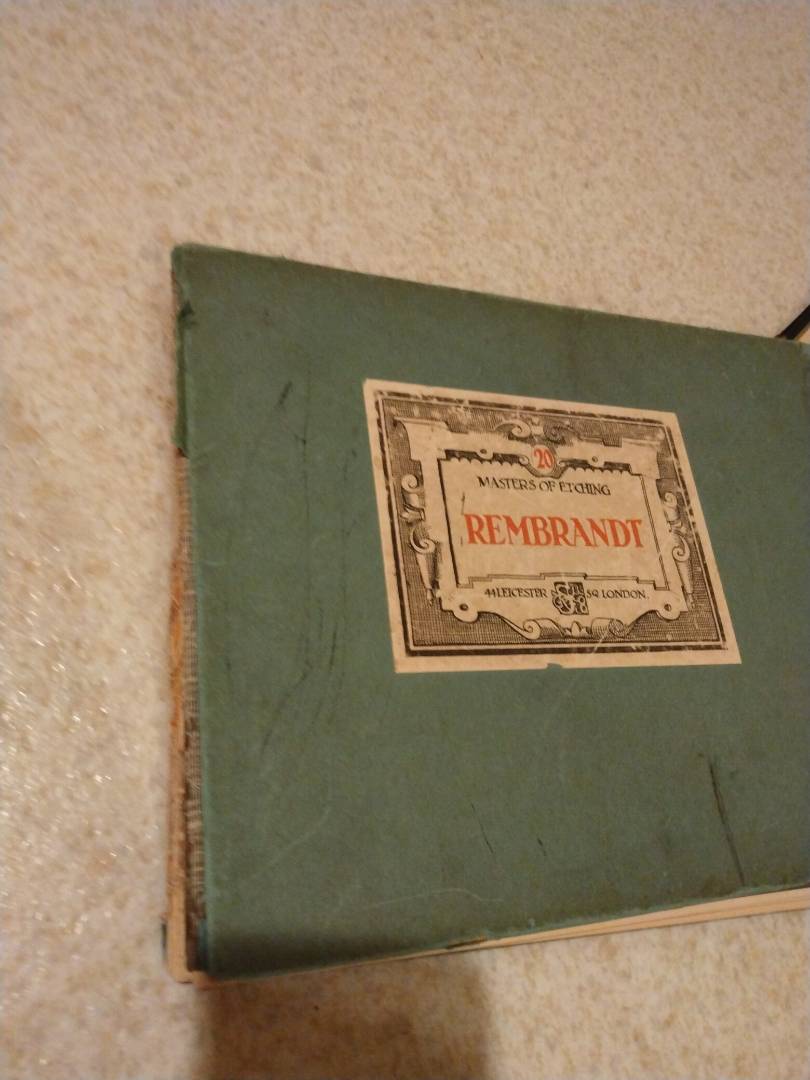 20
MASTERS OF ETCHING
REMBRANDT
44 LEICESTER SQ LONDON.